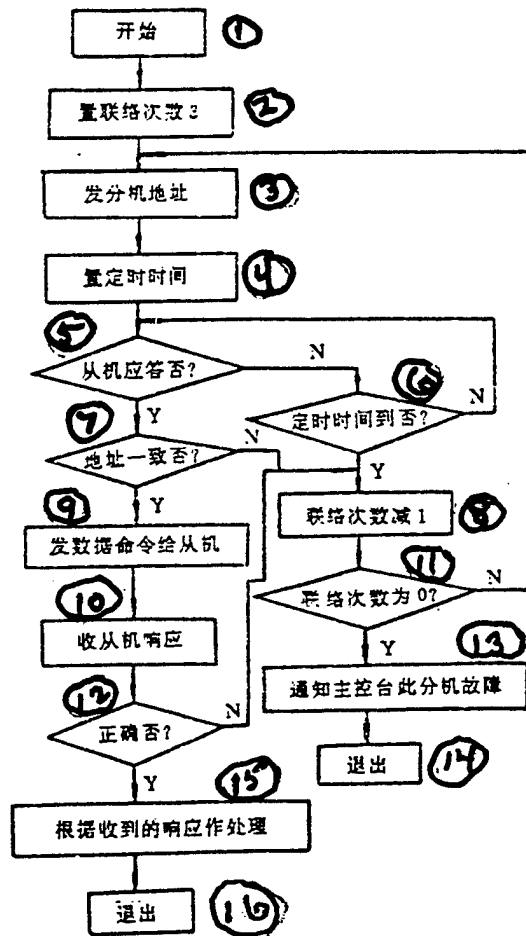 开始 ①
置联络次数3 ②
发分机地址 ③
置定时时间 ④
⑤
从机应答否? N
⑥
Y N
定时时间到否?
⑦
地址一致否? N
Y
⑨ Y
联络次数减1 ⑧
发数据命令给从机
⑪
⑩
联络次数为0? N
收从机响应
Y ⑬
⑫
通知主控台此分机故障
正确否? N
Y ⑮
退出 ⑭
根据收到的响应作处理
退出 ⑯